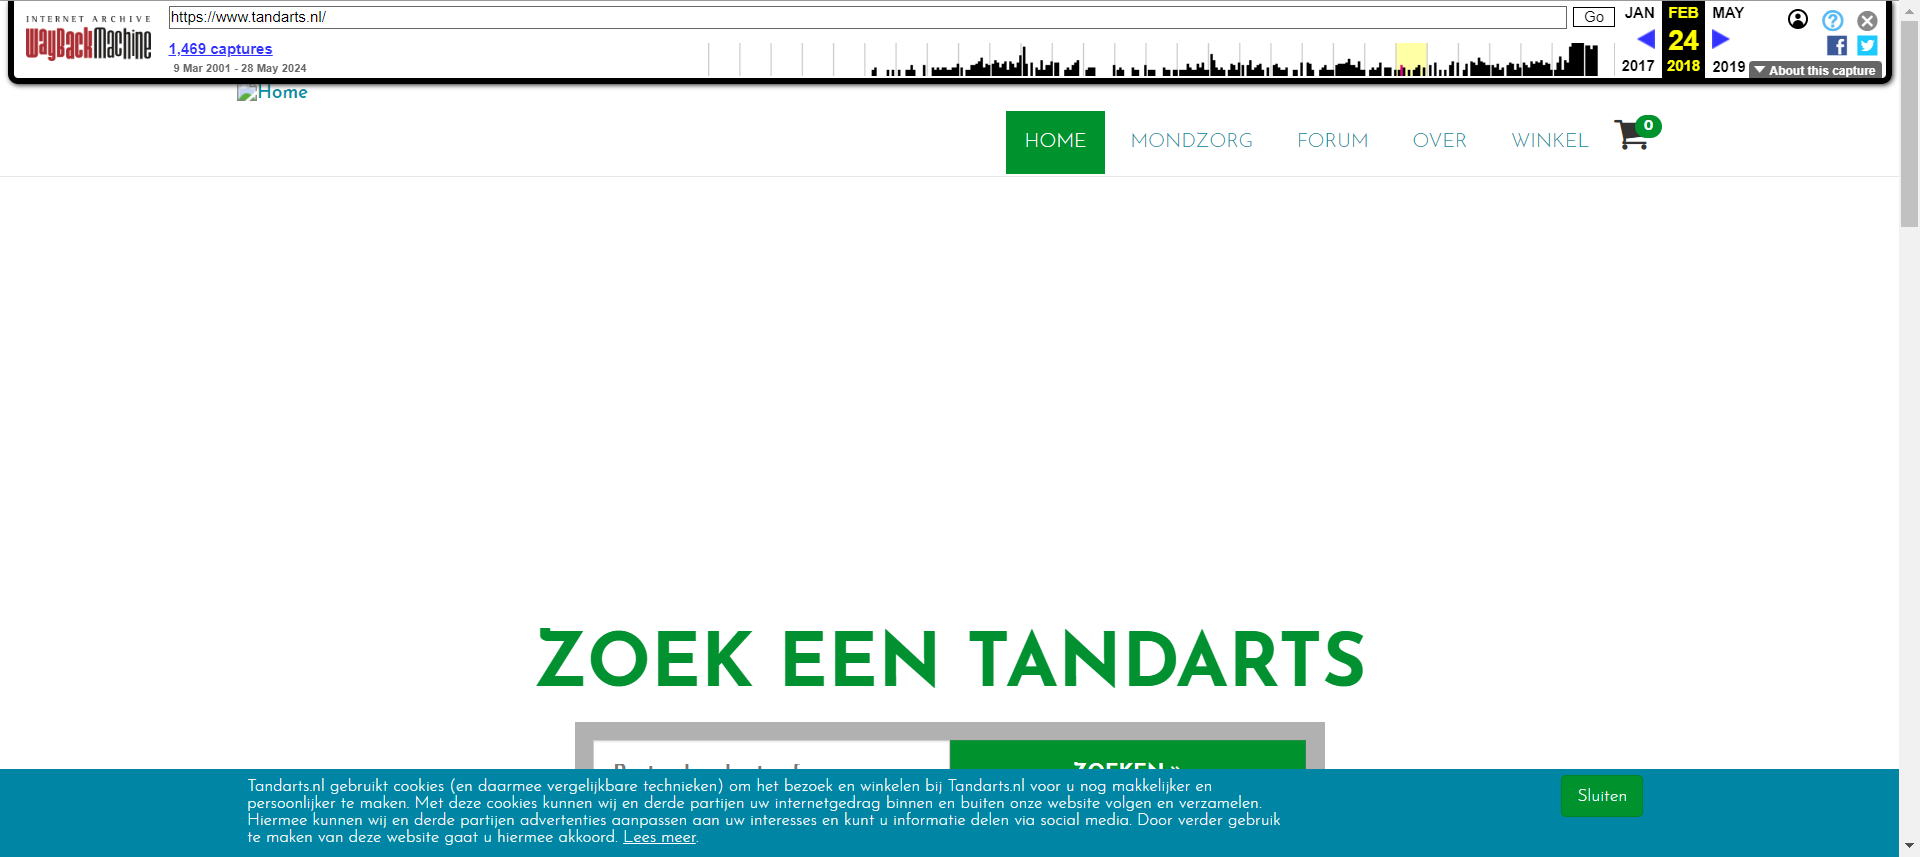 INTERNET ARCHIVE
WayBackMachine
https://www.tandarts.nl/
Go
JAN
FEB
MAY
1,469 captures
24
9 Mar 2001 - 28 May 2024
2017
2018
2019
About this capture
Home
HOME
MONDZORG
FORUM
OVER
WINKEL
0
ZOEK EEN TANDARTS
ZOEKEN »
Tandarts.nl gebruikt cookies (en daarmee vergelijkbare technieken) om het bezoek en winkelen bij Tandarts.nl voor u nog makkelijker en
persoonlijker te maken. Met deze cookies kunnen wij en derde partijen uw internetgedrag binnen en buiten onze website volgen en verzamelen.
Hiermee kunnen wij en derde partijen advertenties aanpassen aan uw interesses en kunt u informatie delen via social media. Door verder gebruik
te maken van deze website gaat u hiermee akkoord. Lees meer.
Sluiten